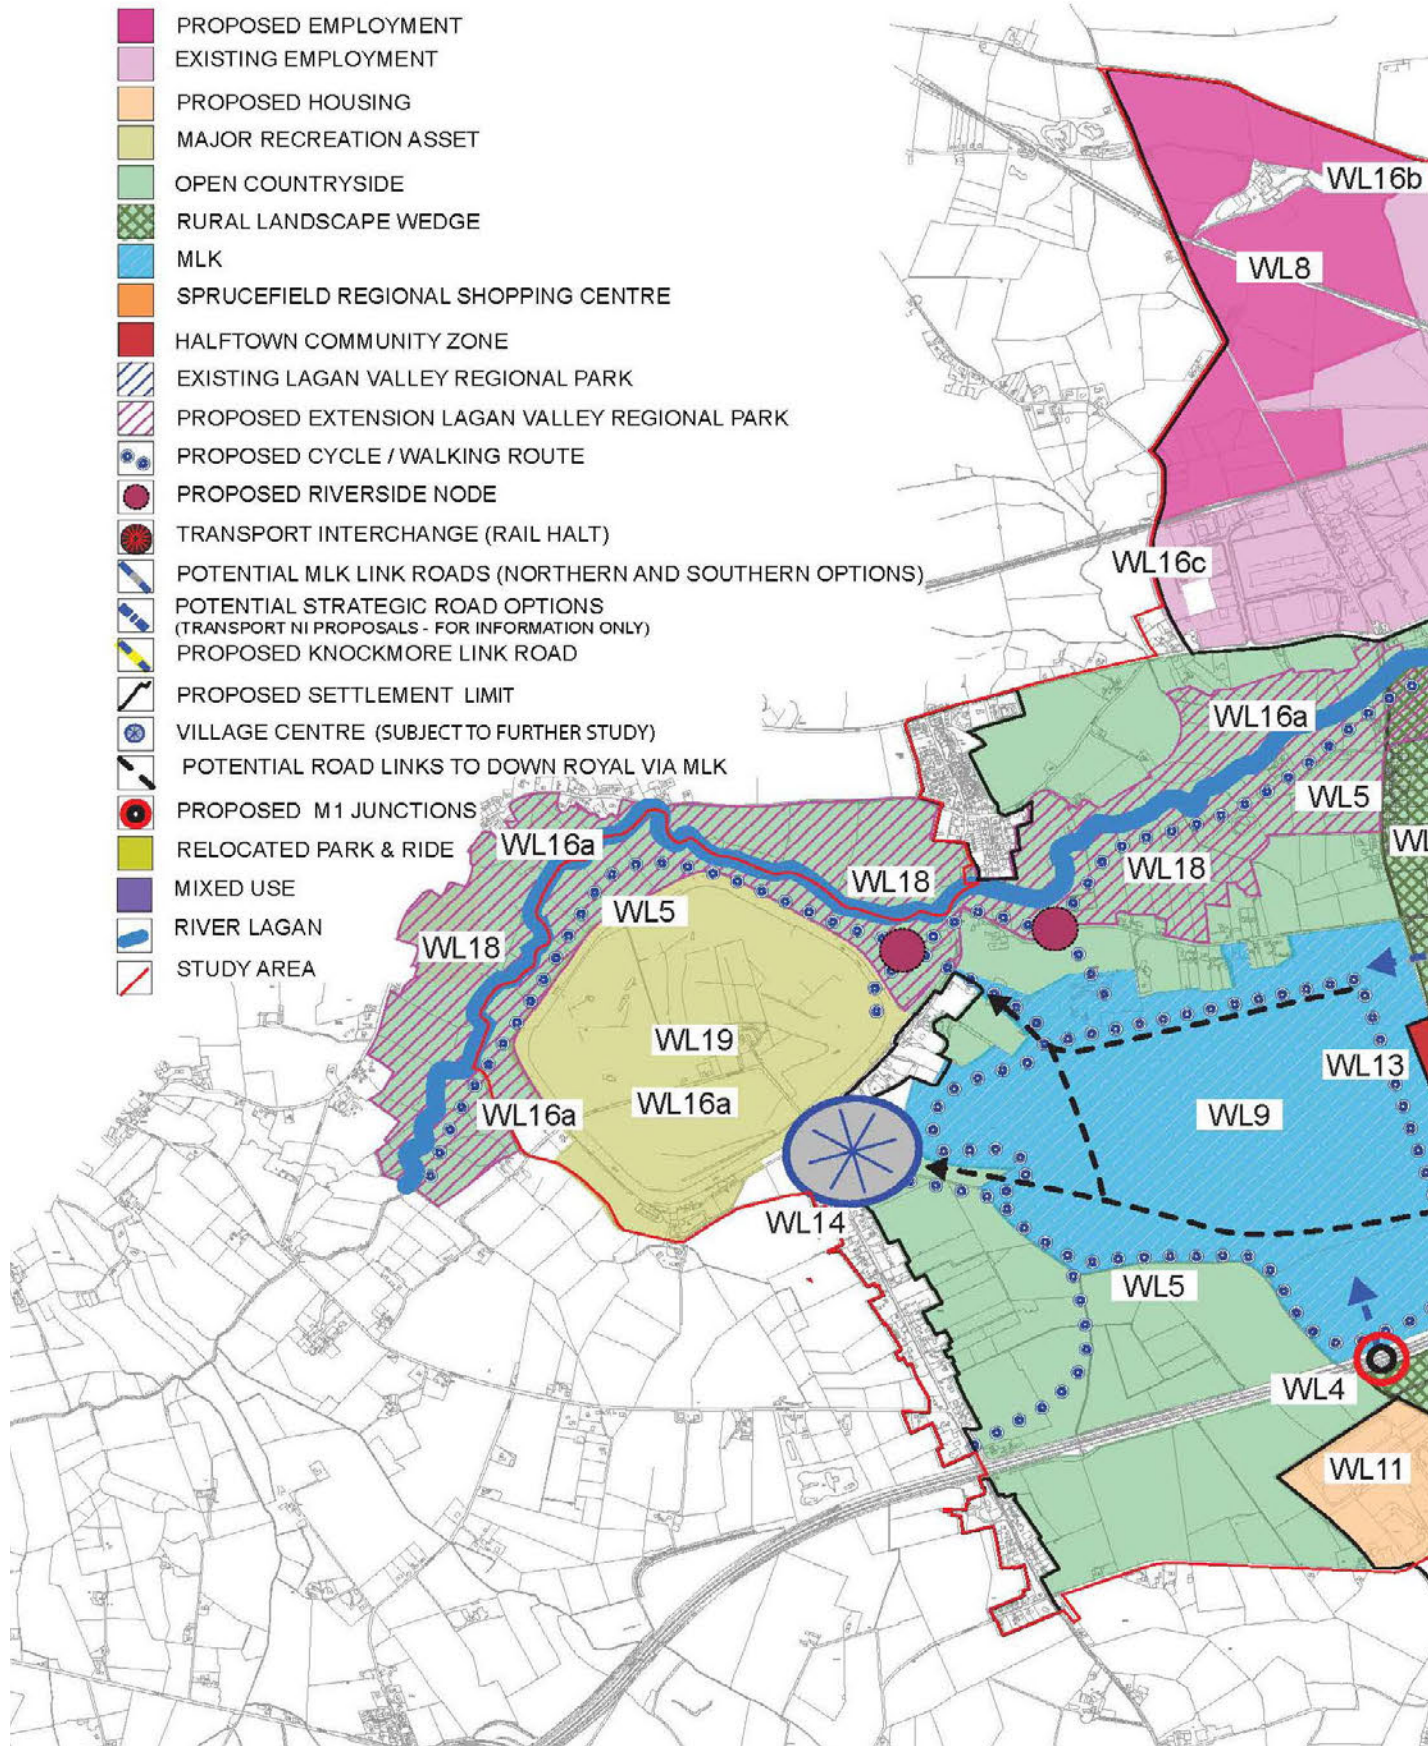 PROPOSED EMPLOYMENT
EXISTING EMPLOYMENT
PROPOSED HOUSING
MAJOR RECREATION ASSET
OPEN COUNTRYSIDE
RURAL LANDSCAPE WEDGE
MLK
SPRUCEFIELD REGIONAL SHOPPING CENTRE
HALFTOWN COMMUNITY ZONE
EXISTING LAGAN VALLEY REGIONAL PARK
PROPOSED EXTENSION LAGAN VALLEY REGIONAL PARK
PROPOSED CYCLE / WALKING ROUTE
PROPOSED RIVERSIDE NODE
TRANSPORT INTERCHANGE (RAIL HALT)
POTENTIAL MLK LINK ROADS (NORTHERN AND SOUTHERN OPTIONS)
POTENTIAL STRATEGIC ROAD OPTIONS
(TRANSPORT NI PROPOSALS - FOR INFORMATION ONLY)
PROPOSED KNOCKMORE LINK ROAD
PROPOSED SETTLEMENT LIMIT
VILLAGE CENTRE (SUBJECT TO FURTHER STUDY)
POTENTIAL ROAD LINKS TO DOWN ROYAL VIA MLK
PROPOSED M1 JUNCTIONS
RELOCATED PARK & RIDE
MIXED USE
RIVER LAGAN
STUDY AREA
WL16b
WL8
WL16c
WL16a
WL5
WL
WL16a
WL18
WL18
WL5
WL18
WL19
WL13
WL16a
WL16a
WL9
WL14
WL5
WL4
WL11